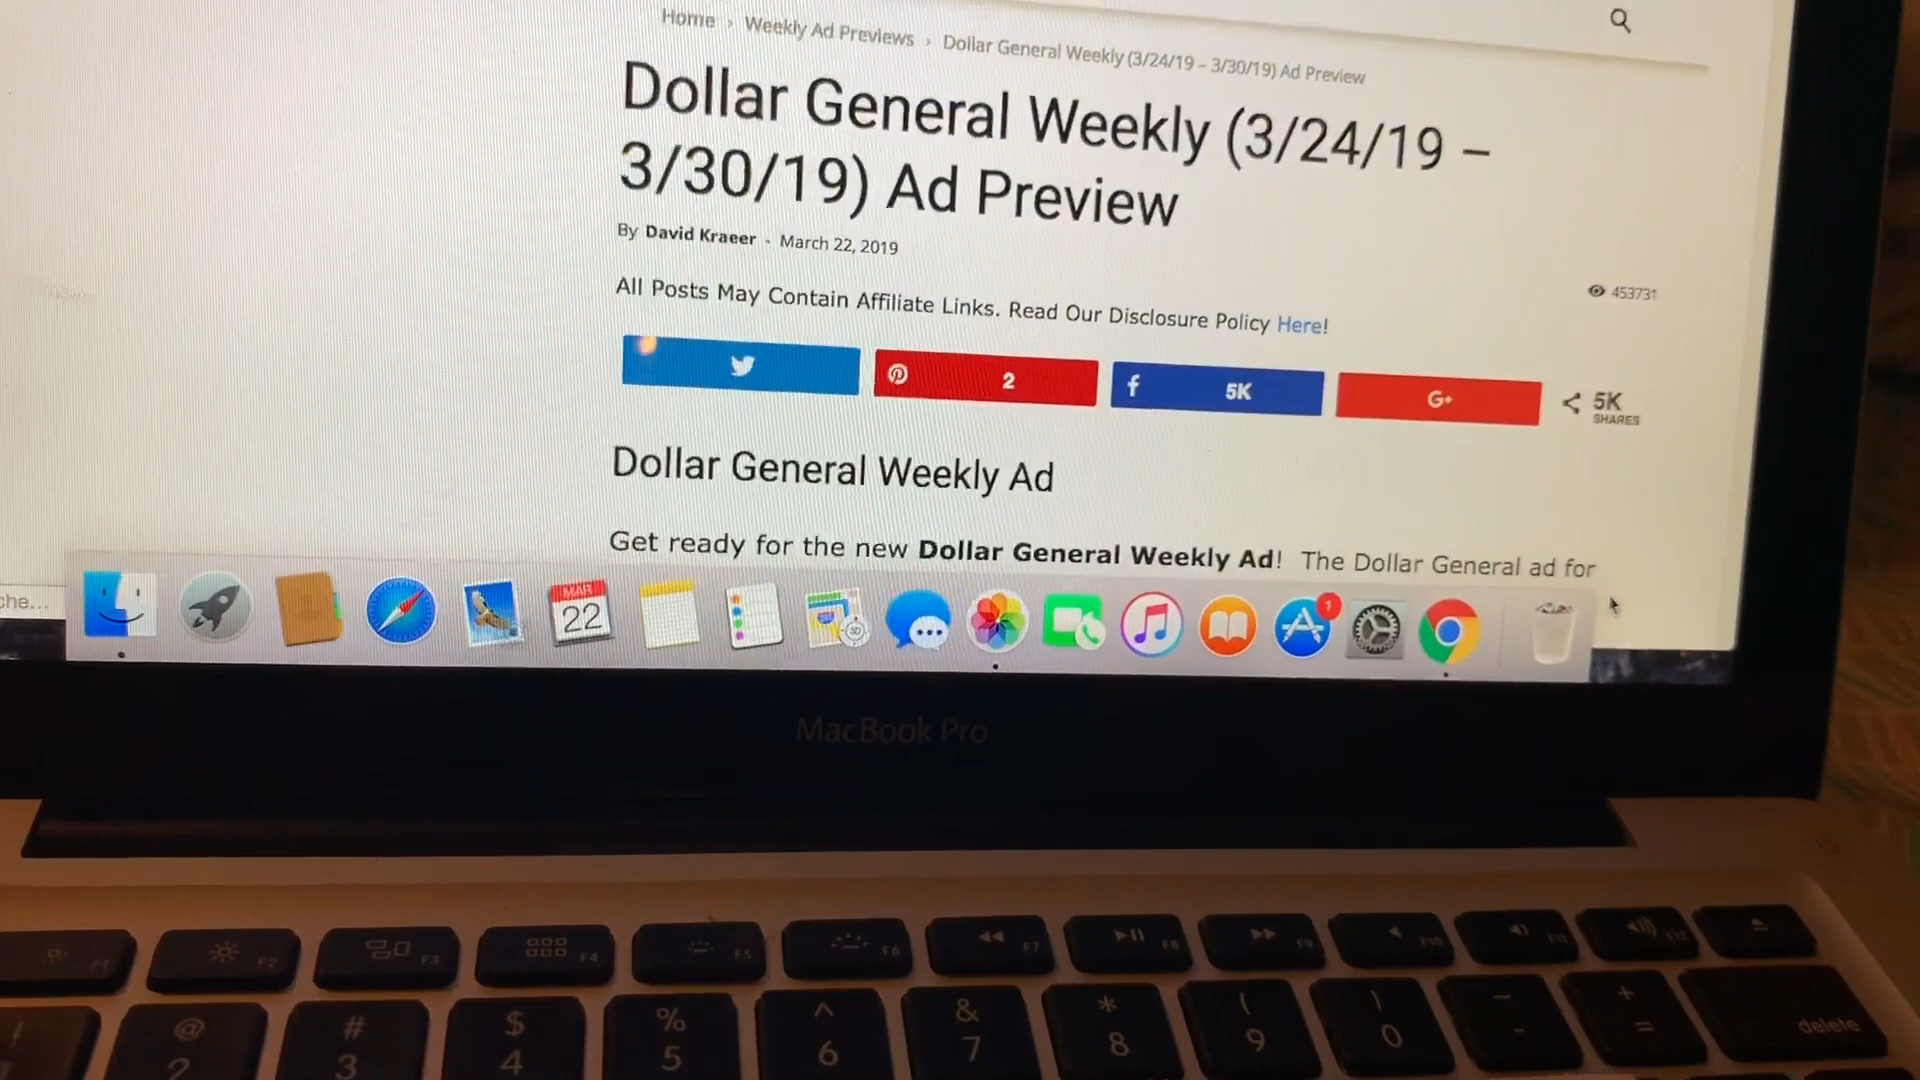 Home › Weekly Ad Previews › Dollar General Weekly (3/24/19 – 3/30/19) Ad Preview
Dollar General Weekly (3/24/19 –
3/30/19) Ad Preview
By David Kraeer - March 22, 2019
453731
All Posts May Contain Affiliate Links. Read Our Disclosure Policy Here!
2
f 5K
G+
5K
SHARES
Dollar General Weekly Ad
Get ready for the new Dollar General Weekly Ad! The Dollar General ad for
che...
MAR
22
3D
1
MacBook Pro
F1 F2 F3 F4 F5 F6 F7 F8 F9 F10 F11 F12
! @ # $ % ^ & * ( ) – +
2 3 4 5 6 7 8 9 0 - =
delete